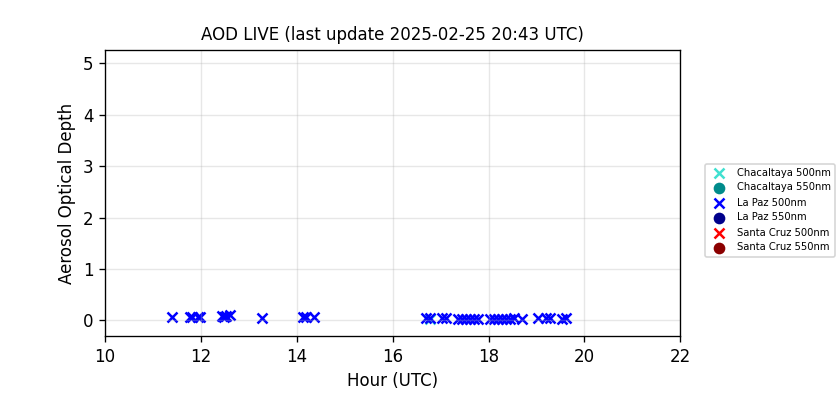 AOD LIVE (last update 2025-02-25 20:43 UTC)
Aerosol Optical Depth
5
4
3
2
1
0
10 12 14 16 18 20 22
Hour (UTC)
Chacaltaya 500nm
Chacaltaya 550nm
La Paz 500nm
La Paz 550nm
Santa Cruz 500nm
Santa Cruz 550nm